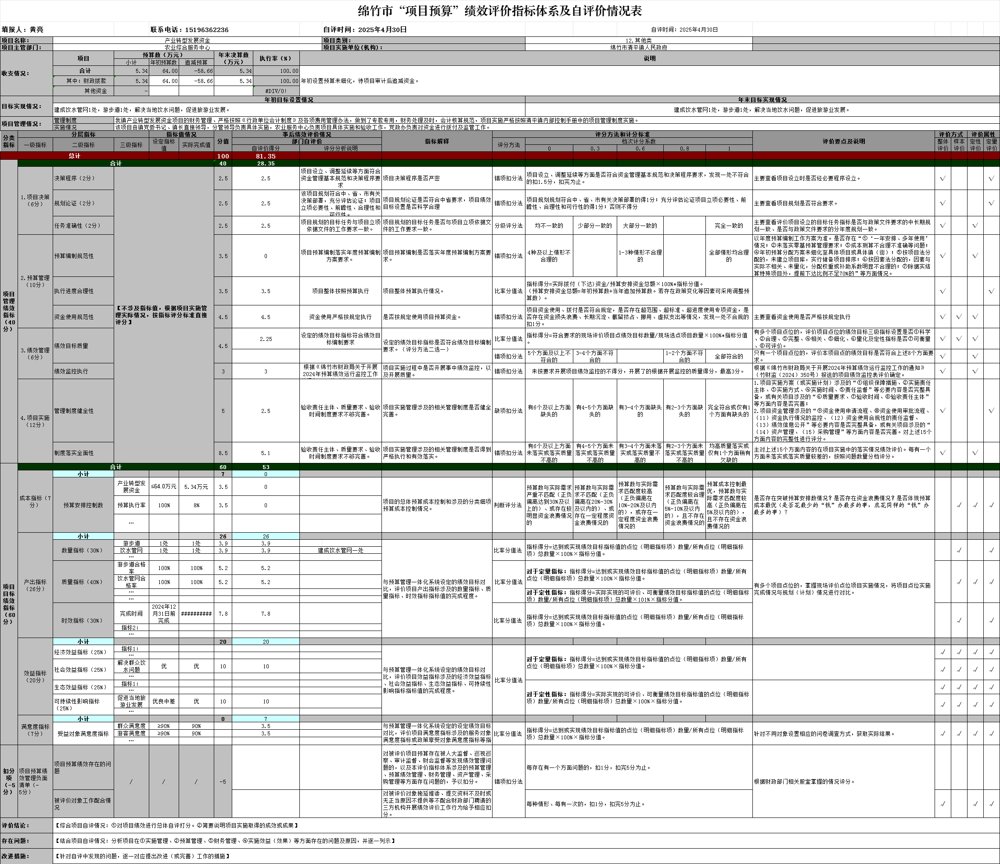 绵竹市“项目预算”绩效评价指标体系及自评价情况表
填报人：黄亮 联系电话：15196362236 自评时间：2025年4月30日 自评时间：2025年4月30日
项目名称： 产业转型发展资金 项目类别： 12.其他类
项目主管部门： 农业综合服务中心 项目实施单位(机构)： 绵竹市清平镇人民政府
收支情况： 项目 预算数（万元） 年末决算数（万元） 执行率（%） 说明
小计 年初预算数 追减预算
合计 5.34 64.00 -58.66 5.34 100.00
其中：财政拨款 5.34 64.00 -58.66 5.34 100.00 年初设置预算未细化，待项目审计后追减资金。
其他资金 - #DIV/0!
目标实现情况： 年初目标设置情况 年末目标实现情况
建成饮水管网1处，游步道1处，解决当地饮水问题，促进旅游业发展。 建成饮水管网1处，游步道1处，解决当地饮水问题，促进旅游业发展。
项目管理情况： 管理制度 我镇产业转型发展资金项目的财务管理、严格按照《行政单位会计制度》及各项费用管理办法，做到了专款专用，财务处理及时，会计核算规范，项目实施严格按照清平镇内部控制手册中的项目管理制度实施。
实施情况 该项目由镇党委书记、镇长直接领导，分管领导负责具体实施，农业服务中心负责项目具体实施和验收工作，党政办负责对资金进行拨付及监管工作。
分类指标 分层指标 指标值情况 分值 事后绩效评价情况 指标解释 评分方法和计分标准 评价要点及说明 评价方式 评价属性
部门自评价 评分方法 档次计分系数
一级指标 二级指标 三级指标 设定指标值 实际完成值 自评价得分 评分分析说明 0 0.3 0.6 0.8 1 整体评价 样本评价 定性评价 定量评价
总计 100 81.35
项目管理绩效指标（40分） 合计 40 28.35
【不涉及指标值，根据项目实施管理实际情况，按指标评分标准直接评分】
1.项目决策（6分） 决策程序（2分） 2.5 2.5 项目设立、调整延续等方面符合资金管理基本规范和决策程序要求 项目决策程序是否严密 错项扣分法 项目设立、调整延续等方面是否符合资金管理基本规范和决策程序要求，发现一处不符合的扣1.5分，扣完为止。 主要查看项目设立时是否经必要程序设立。 √ √
规划论证（2分） 2.5 2.5 该项目规划符合中、省、市有关决策部署，充分评估论证；项目立项必要性、前瞻性、合理性和可行性。 项目规划论证是否符合中省要求，项目绩效目标设置是否科学合理 错项扣分法 项目规划规划符合中、省、市有关决策部署的得1分；充分评估论证项目立项必要性、前瞻性、合理性和可行性的得1分；否则不得分 主要查看项目规划是否符合要求。 √ √
任务准确性（2分） 2.5 2.5 项目规划的目标任务与项目立项依据文件的工作要求一致。 项目规划的目标任务是否与项目立项依据文件的工作要求一致。 分级评分法 均不一致的 少部分一致的 大部分一致的 完全一致的 主要查看评价项目设立的目标任务指标是否与政策文件要求的中长期规划一致、是否与政策文件要求的分年度规划一致。 √ √
2.预算管理（10分） 预算编制规范性 3.5 0 项目预算编制落实年度预算编制方案要求。 项目预算编制是否落实年度预算编制方案要求。 错项扣分法 4种及以上情形不合理的 1-3种情形不合理的 全部情形均合理的 以年度预算编制工作方案为准。是否存在“①‘一年安排、多年使用’情况；②未落实零基预算管理要求；③成本测算不合理不准确等问题；④年初预算分配方案未细化至具体项目或具体镇（街）；⑤按项目法分配的，未建立项目库，实行储备项目排序；⑥按因素法分配的，因素与实际不相关、未量化，分配权重或补助系数明显不合理的；⑦除据实结算特殊项目外，提前下达比例不足70%的”等方面情况。 √ √
执行进度合理性 3.5 3.5 项目整体按照预算执行 项目整体预算执行情况。 比率分值法 指标得分=实际拨付（下达）资金/预算安排资金总额×100%*指标分值。
（预算安排资金总额=年初预算数+当年追加预算数。若存在政策变化等因素可采用调整预算数）。 √ √
资金使用规范性 4.5 4.5 资金使用严格按规定执行 是否按规定使用项目预算资金。 错项扣分法 项目资金使用、拨付是否符合规定，是否存在超范围、超标准、超进度使用专项资金，是否存在资金损失浪费、长期沉淀、截留挤占、挪用、虚拟支出等情况，发现一处不合规的扣1分。 主要查看资金使用是否严格按规定执行 √ √ √
3.绩效管理（6分） 绩效目标质量 4.5 2.25 设定的绩效目标指标符合绩效目标编制要求 设定的绩效目标指标是否符合绩效目标编制要求。（评分方法二选一） 比率分值法 指标得分=符合要求的现场评价项目点绩效目标数量/现场选点项目数量×100%*指标分值。 有多个项目点位的，评价项目点位的绩效目标三级指标设置是否①科学、②合理、③完整、④相关、⑤细化、⑥量化及定性指标是否⑦可衡量、⑧可评价。 √ √ √
错项扣分法 5个方面及以上不符合的 3-4个方面不符合的 1-2个方面不符合的 全部符合的 只有一个项目点位的，评价本项目点的绩效目标是否符合上述8个方面要求。 √ √
绩效监控执行 3 3 根据《绵竹市财政局关于开展2024年预算绩效运行监控工作 项目实施过程中是否开展事中绩效监控，以及开展质量。 错项扣分法 未按要求开展项目绩效监控的不得分，开展了的根据开展监控的质量得分，最高3分。 根据《绵竹市财政局关于开展2024年预算绩效运行监控工作的通知》（竹财监（2024）350号）报送的项目绩效监控表评价确定。 √ √
4.项目实施（12分） 管理制度健全性 5 2.5 验收责任主体、质量要求、验收时间制度要求不够完善。 项目实施管理涉及的相关管理制度是否健全完善。 缺项扣分法 有6个及以上方面缺失的 有4-5个方面缺失的 有3-4个方面缺失的 有2-3个方面缺失的 完全符合或仅有1个方面有缺失的 1.项目实施方案（或实施计划）涉及的“①组织保障措施、②实施责任主体、③实施方式、④实施时间、⑤责任监督”等必要内容是否完整具备，或有关项目涉及的“⑥质量要求、⑦验收时间、⑧验收责任主体”等方面内容是否完善；
2.项目资金管理涉及的“⑨资金使用申请流程、⑩资金使用审批流程、（11）资金执行情况的监控、（12）资金使用合规性的责任监督、（13）绩效信息公开”等必要内容是否完整具备，或有关项目涉及的“（14）资产管理、（15）采购管理”等方面内容是否完善。对上述15个方面内容的完整性进行评分。 √ √
制度落实全面性 8.5 5.1 验收责任主体、质量要求、验收时间制度要求不够完善。 项目实施管理涉及的相关管理制度是否得到严格执行和有效落实。 错项扣分法 有6个及以上方面未落实或落实质量不高的 有4-5个方面未落实或落实质量不高的 有3-4个方面未落实或落实质量不高的 有2-3个方面未落实或落实质量不高的 均高质量落实或仅有1个方面稍有欠缺的 主对上述15个方面内容的在项目实施中的落实情况绩效评价。每有一个方面未落实或落实质量较差的，按照问题数量分档评分。 √ √
项目目标绩效指标（60分） 合计 60 53
成本指标（7分） 小计 7 0
预算安排控制数 产业转型发展资金 ≤64.0万元 5.34万元 3.5 0 项目的总体预算成本控制和涉及的分类细项预算成本控制情况。 判断评分法 预算数与实际需求严重不匹配（正负偏离达到30%及以上的）、或存在较明显资金浪费情况的 预算数与实际需求不匹配（正负偏离在20%-30%及以内的）、或存在一定程度资金浪费情况的 预算数与实际需求匹配度较高（正负偏离在10%-20%及以内的），或存在一定程度资金浪费情况的 预算数与实际需求匹配度较合理（正负偏离在5%-10%及以内的），且不存在资金浪费情况的 预算成本控制最优，预算数与实际需求匹配度较高（正负偏离在5%及以内的），且不存在资金浪费情况的 是否存在突破预算安排数情况？是否存在资金浪费情况？是否体现预算成本最优（是否花最少的“钱”办最多的事，或花同样的“钱”办最多的事）？ √ √ √
预算执行率 100% 8% 3.5 0
…
产出指标（26分） 小计 26 26
数量指标（30%） 游步道 1处 1处 3.9 3.9 与预算管理一体化系统设定的绩效目标对比，评价项目产出指标涉及的数量指标、质量指标、时效指标指标值的完成程度。 比率分值法 指标得分=达到或实现绩效目标指标值的点位（明细指标项）数量/所有点位（明细指标项）总数量×100%×指标分值。 有多个项目点位的，掌握现场评价点位项目实施情况，将项目点位实施完成情况与规划（计划）情况进行对比。 √ √
饮水管网 1处 1处 3.9 3.9 建成饮水管网一处
…
质量指标（40%） 游步道合格率 100% 100% 5.2 5.2 比率分值法 对于定量指标：指标得分=达到或实现绩效目标指标值的点位（明细指标项）数量/所有点位（明细指标项）总数量×100%×指标分值。 √ √
饮水管网合格率 100% 100% 5.2 5.2
…
… 对于定性指标：指标得分=实际实现的可评价、可衡量绩效目标指标值的点位（明细指标项）数量/所有点位（明细指标项）总数量×101%×指标分值。
时效指标（30%） 完成时间 2024年12月31日前完成 ########## 7.8 7.8 比率分值法 指标得分=达到或实现绩效目标指标值的点位（明细指标项）数量/所有点位（明细指标项）总数量×100%×指标分值。 √ √
指标2：
…
效益指标（20分） 小计 20 20
经济效益指标（25%） 指标1： 与预算管理一体化系统设定的绩效目标对比，评价项目效益指标涉及的经济效益指标、社会效益指标、生态效益指标、可持续性影响指标指标值的完成程度。 比率分值法 对于定量指标：指标得分=达到或实现绩效目标指标值的点位（明细指标项）数量/所有点位（明细指标项）总数量×100%×指标分值。 √ √ √ √
…
社会效益指标（25%） 解决群众饮水问题 优 优 10 10 √ √ √ √
…
生态效益指标（25%） 指标1： 对于定性指标：指标得分=实际实现的可评价、可衡量绩效目标指标值的点位（明细指标项）数量/所有点位（明细指标项）总数量×100%×指标分值。 √ √ √ √
…
可持续性影响指标（25%） 促进当地旅游业发展 优良中差 优 10 10 √ √ √ √
…
满意度指标（7分） 小计 0 7
受益对象满意度指标 群众满意度 ≥90% 90% 3.5 与预算管理一体化系统设定的设定绩效目标对比，评价项目满意度指标涉及的服务对象满意度指标或政策享受对象满意度指标等指 比率分值法 指标得分=达到或实现绩效目标指标值的点位（明细指标项）数量/所有点位（明细指标项）总数量×100%×指标分值。 针对不同对象设置相应的问卷调查方式，获取实际结果。 √ √ √ √
游客满意度 ≥90% 90% 3.5
…
扣分项（-5分） 项目预算绩效管理负面清单（-5分） 项目预算绩效存在的问题 / / / -5 对被评价项目预算存在被人大监督、巡视巡察、审计监督、财会监督等发现绩效管理问题的，以及本评价指标体系涉及的预算管理、预算绩效管理、财务管理、资产管理、采购管理等方面存在问题的，予以扣分。 错项扣分法 每存在有一个方面问题的，扣1分，扣完5分为止。 根据财政部门相关股室掌握的情况评分。
被评价对象工作配合情况 对被评价对象拖延推诿、提交资料不及时或无正当原因不提供等不配合财政部门聘请的三方机构开展绩效评价工作行为给予相应扣分。 每种情形、每有一次的，扣1分，扣完5分为止。 √ √ √
评价结论： 【综合项目自评情况：①对项目绩效进行总体自评打分。②简要说明项目实施取得的成效或成果】
存在问题： 【结合项目自评情况：分析项目在①实施管理、②预算管理、③财务管理、④实施效益（效果）等方面存在的问题及原因，并逐一列示】
改进措施： 【针对自评中发现的问题，逐一对应提出改进（或完善）工作的措施】